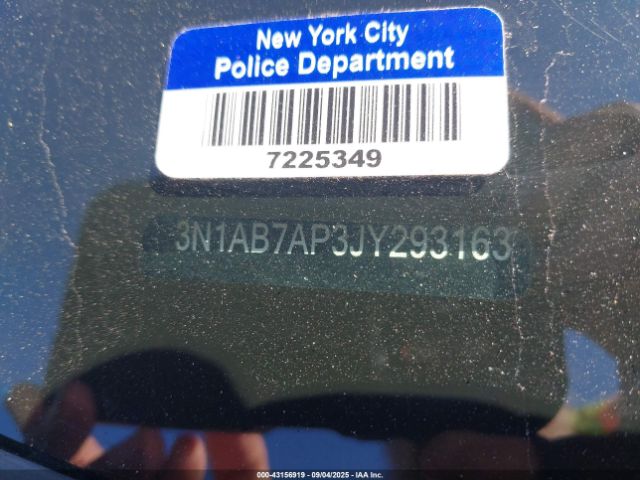 New York City
Police Department
7225349
3N1AB7AP3JY293163
000-43156919 - 09/04/2025 - IAA Inc.